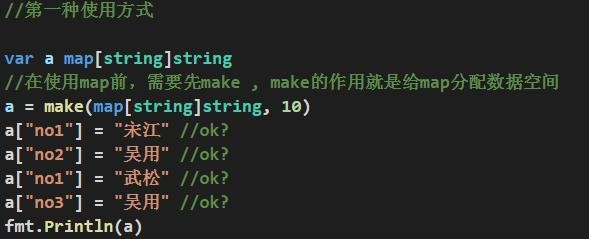 //第一种使用方式
var a map[string]string
//在使用map前，需要先make , make的作用就是给map分配数据空间
a = make(map[string]string, 10)
a["no1"] = "宋江" //ok?
a["no2"] = "吴用" //ok?
a["no1"] = "武松" //ok?
a["no3"] = "吴用" //ok?
fmt.Println(a)